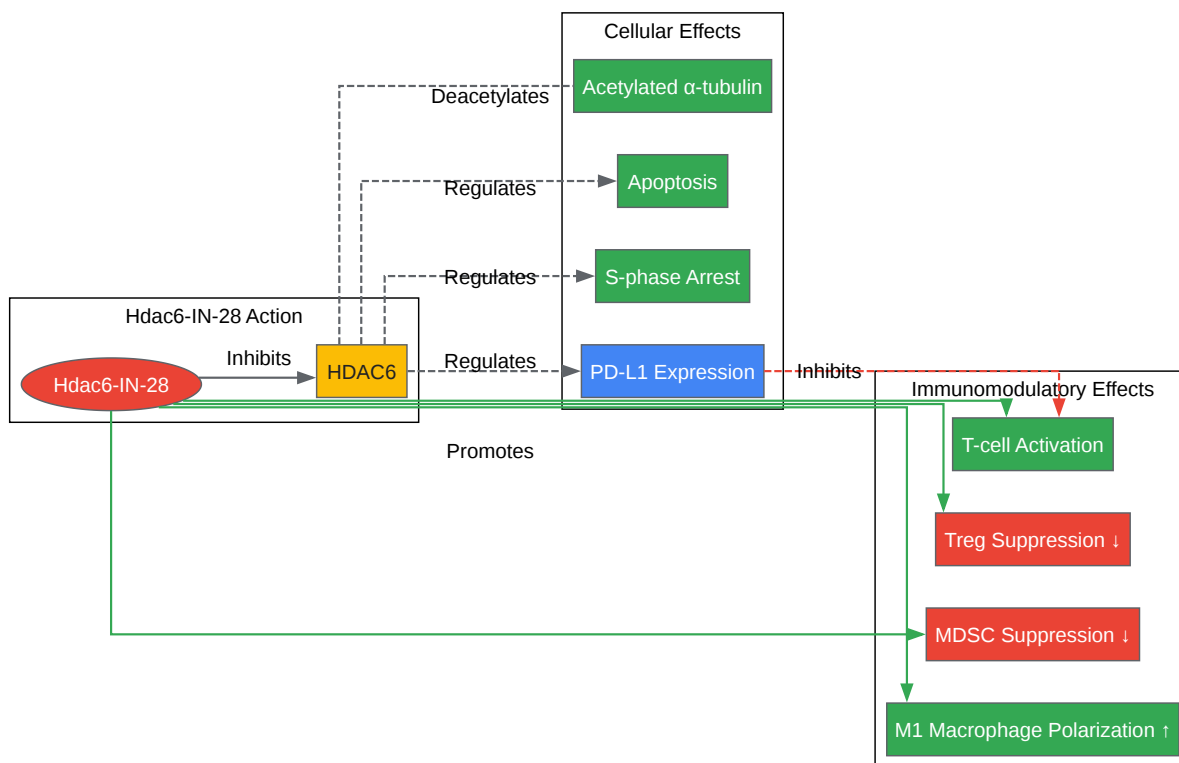 Cellular Effects
Acetylated α-tubulin
Deacetylates
Apoptosis
Regulates
S-phase Arrest
Regulates
Hdac6-IN-28 Action
Hdac6-IN-28
Inhibits
HDAC6
Regulates
PD-L1 Expression
Inhibits
Immunomodulatory Effects
T-cell Activation
Promotes
Treg Suppression ↓
MDSC Suppression ↓
M1 Macrophage Polarization ↑